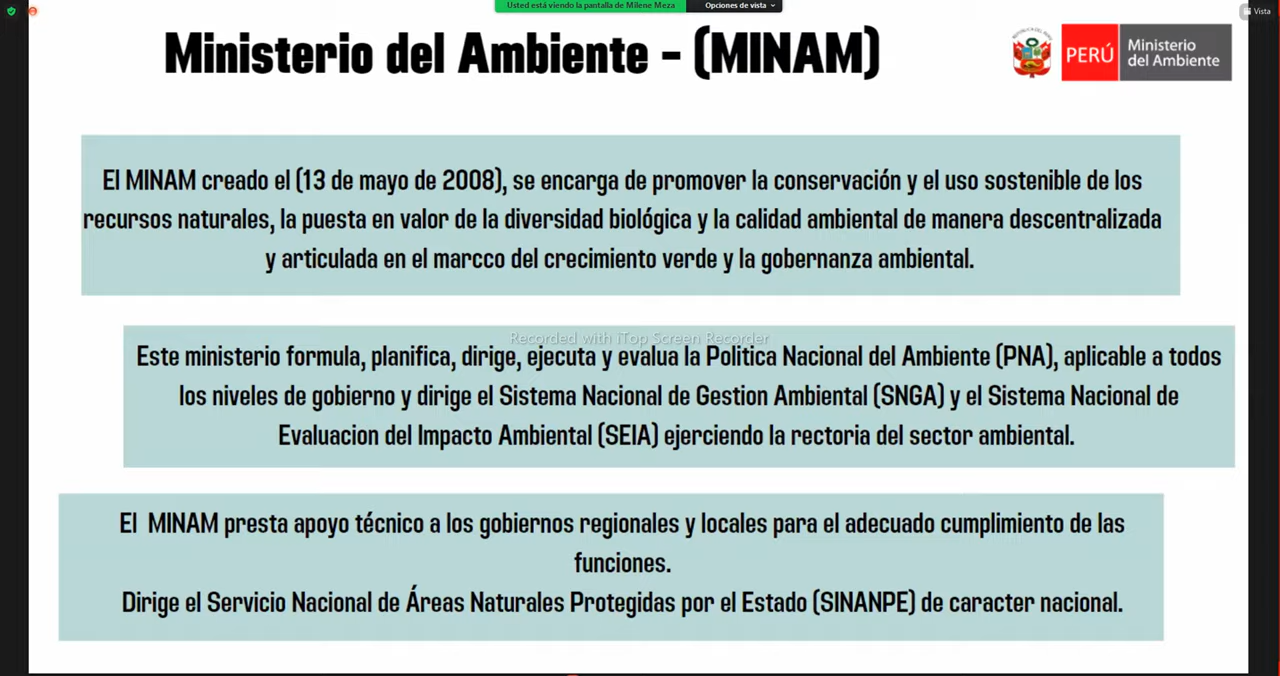 Usted está viendo la pantalla de Milene Meza
Opciones de vista
Vista
Ministerio del Ambiente - (MINAM)
PERÚ
Ministerio
del Ambiente
El MINAM creado el (13 de mayo de 2008), se encarga de promover la conservación y el uso sostenible de los
recursos naturales, la puesta en valor de la diversidad biológica y la calidad ambiental de manera descentralizada
y articulada en el marcco del crecimiento verde y la gobernanza ambiental.
Recorded with iTop Screen Recorder
Este ministerio formula, planifica, dirige, ejecuta y evalua la Politica Nacional del Ambiente (PNA), aplicable a todos
los niveles de gobierno y dirige el Sistema Nacional de Gestion Ambiental (SNGA) y el Sistema Nacional de
Evaluacion del Impacto Ambiental (SEIA) ejerciendo la rectoria del sector ambiental.
El MINAM presta apoyo técnico a los gobiernos regionales y locales para el adecuado cumplimiento de las
funciones.
Dirige el Servicio Nacional de Áreas Naturales Protegidas por el Estado (SINANPE) de caracter nacional.